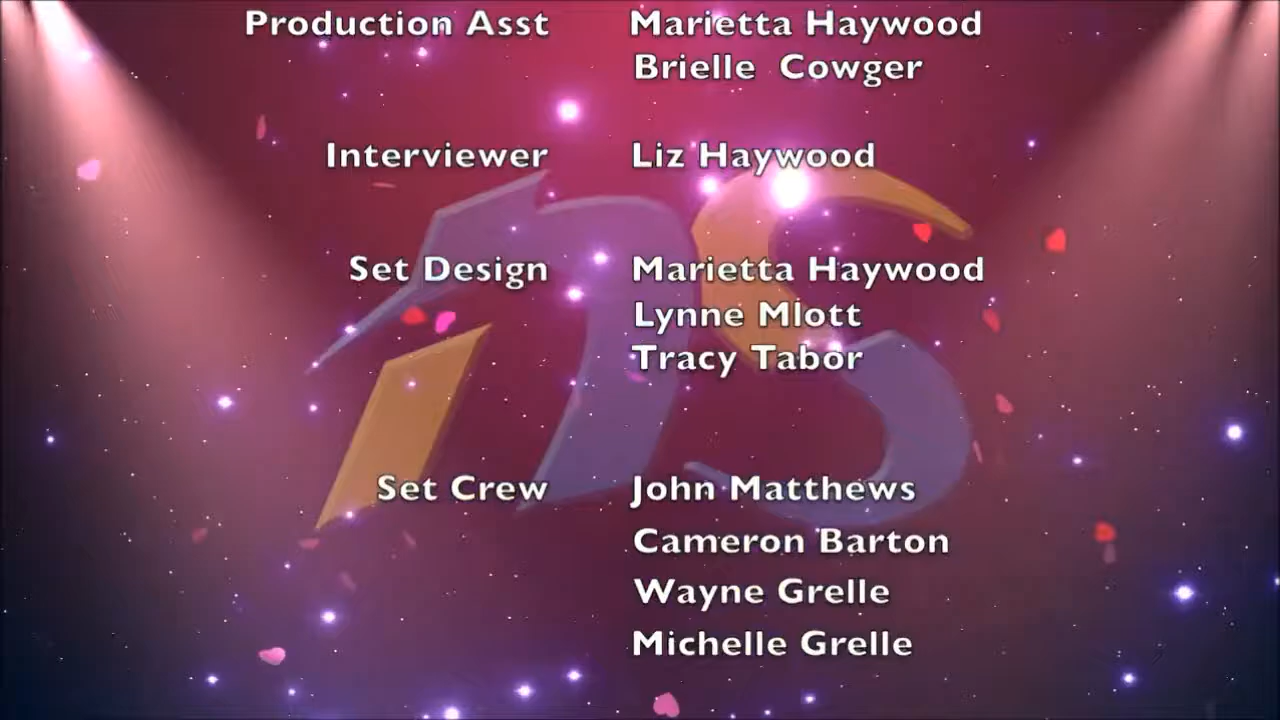 Production Asst Marietta Haywood
Brielle Cowger
Interviewer Liz Haywood
Set Design Marietta Haywood
Lynne Mlott
Tracy Tabor
Set Crew John Matthews
Cameron Barton
Wayne Grelle
Michelle Grelle